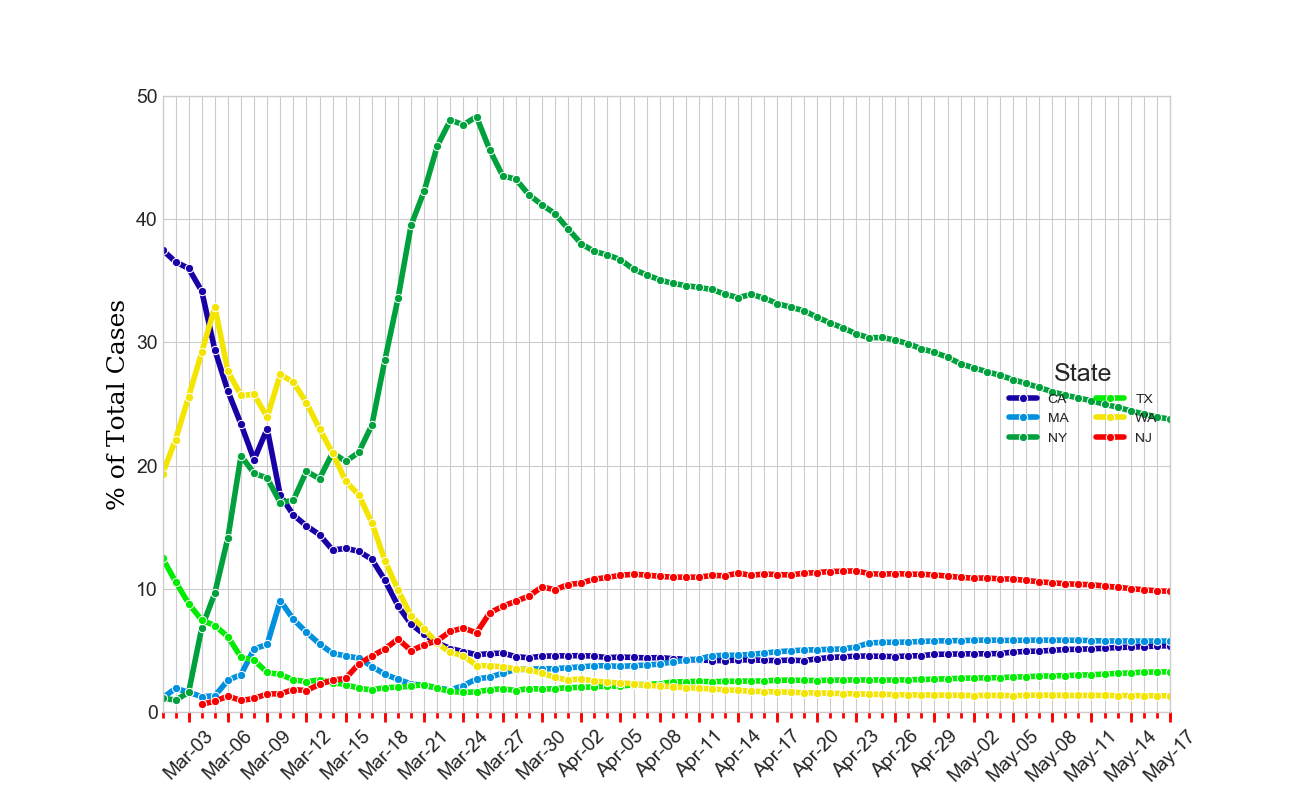 50
40
30
20
10
0
% of Total Cases
State
CA TX
MA WA
NY NJ
Mar-03 Mar-06 Mar-09 Mar-12 Mar-15 Mar-18 Mar-21 Mar-24 Mar-27 Mar-30 Apr-02 Apr-05 Apr-08 Apr-11 Apr-14 Apr-17 Apr-20 Apr-23 Apr-26 Apr-29 May-02 May-05 May-08 May-11 May-14 May-17